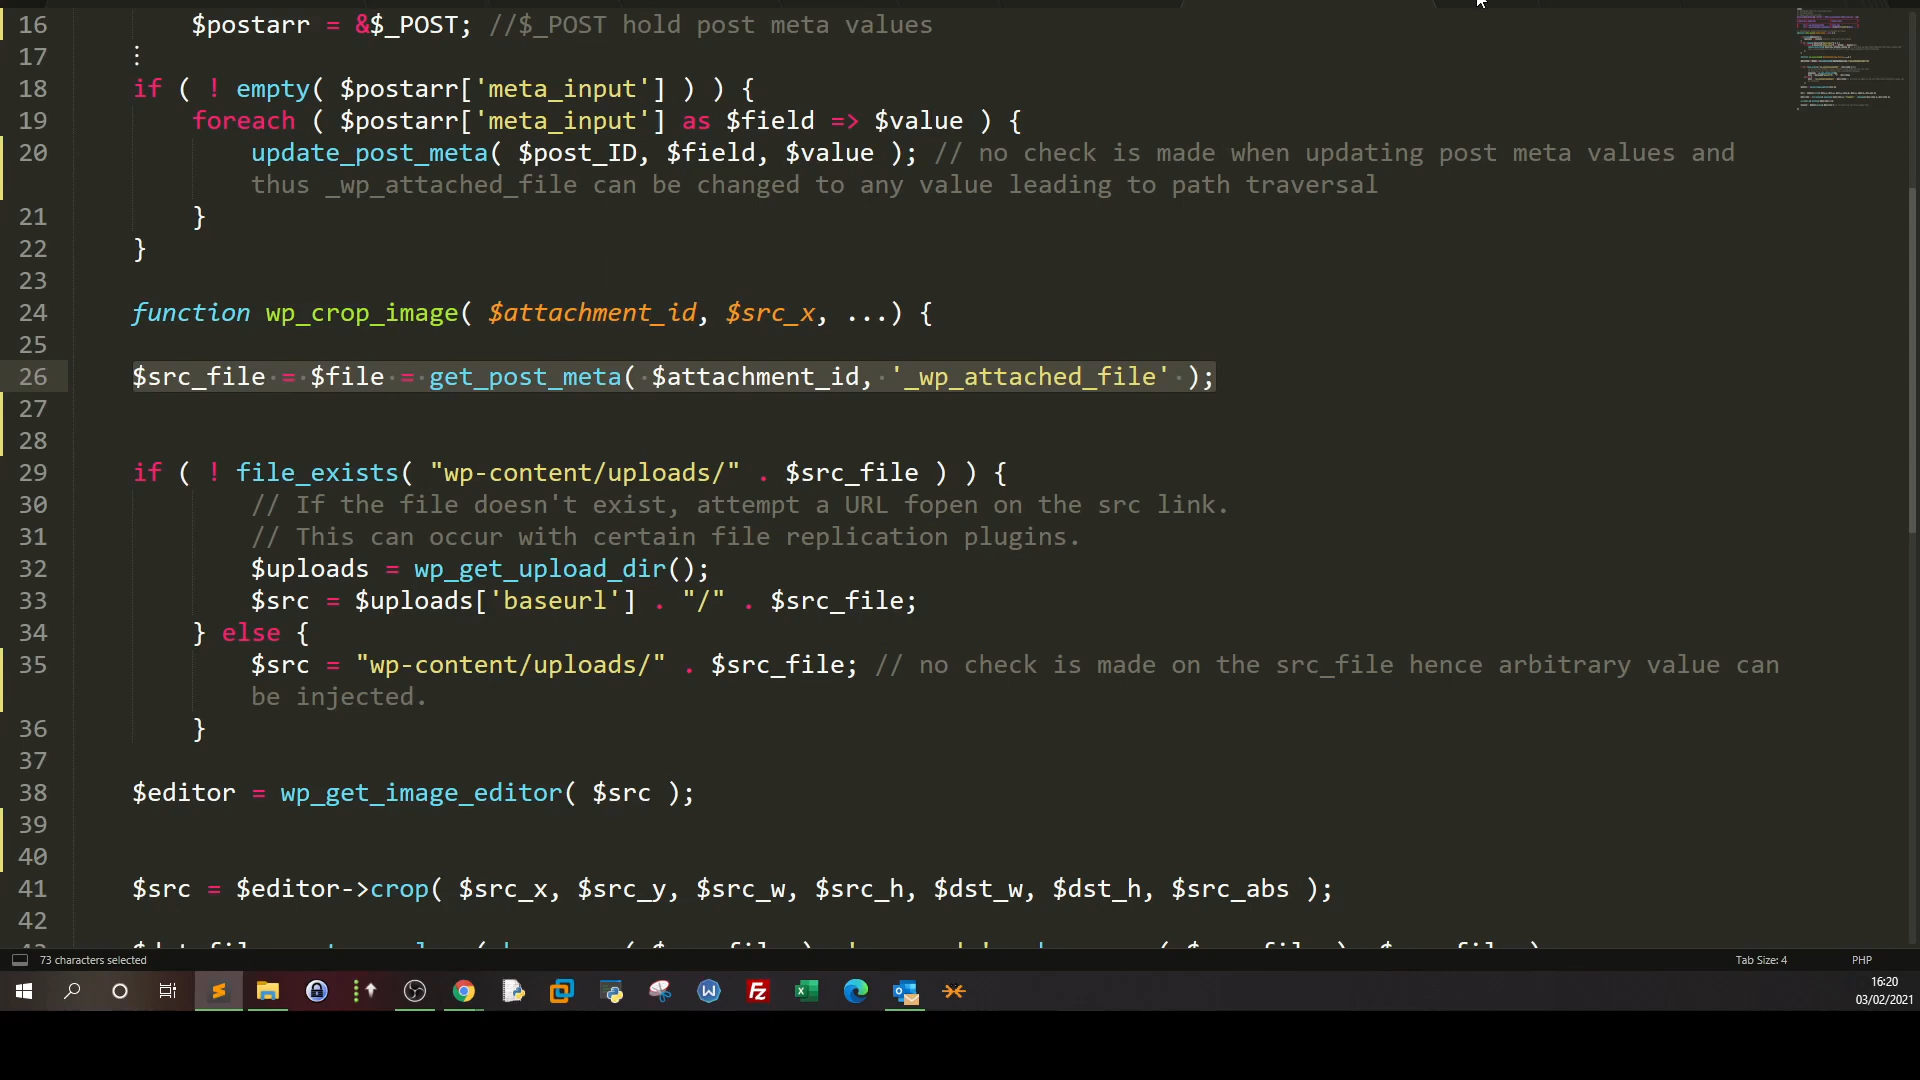 16 $postarr = &$_POST; //$_POST hold post meta values
17 :
18 if ( ! empty( $postarr['meta_input'] ) ) {
19 foreach ( $postarr['meta_input'] as $field => $value ) {
20 update_post_meta( $post_ID, $field, $value ); // no check is made when updating post meta values and
thus _wp_attached_file can be changed to any value leading to path traversal
21 }
22 }
23
24 function wp_crop_image( $attachment_id, $src_x, ...) {
25
26 $src_file = $file = get_post_meta( $attachment_id, '_wp_attached_file' );
27
28
29 if ( ! file_exists( "wp-content/uploads/" . $src_file ) ) {
30 // If the file doesn't exist, attempt a URL fopen on the src link.
31 // This can occur with certain file replication plugins.
32 $uploads = wp_get_upload_dir();
33 $src = $uploads['baseurl'] . "/" . $src_file;
34 } else {
35 $src = "wp-content/uploads/" . $src_file; // no check is made on the src_file hence arbitrary value can
be injected.
36 }
37
38 $editor = wp_get_image_editor( $src );
39
40
41 $src = $editor->crop( $src_x, $src_y, $src_w, $src_h, $dst_w, $dst_h, $src_abs );
42
73 characters selected
Tab Size: 4
PHP
16:20
03/02/2021